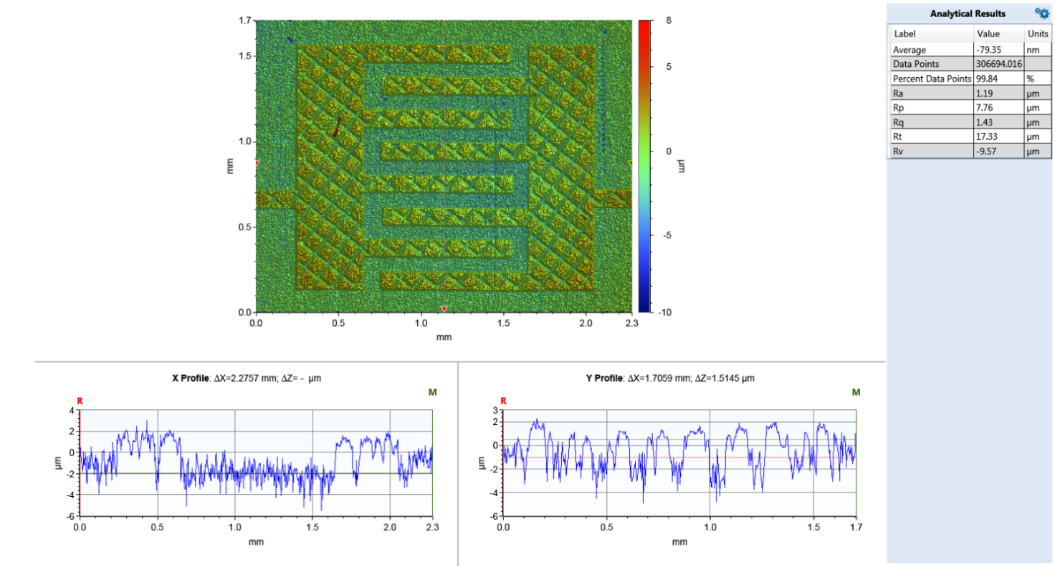 Analytical Results
Label Value Units
Average -79.35 nm
Data Points 306694.016
Percent Data Points 99.84 %
Ra 1.19 µm
Rp 7.76 µm
Rq 1.43 µm
Rt 17.33 µm
Rv -9.57 µm
1.7
1.5
1.0
0.5
0.0
mm
0.0 0.5 1.0 1.5 2.0 2.3
mm
8
5
0
-5
-10
µm
X Profile: ΔX=2.2757 mm; ΔZ= - µm
R M
4
2
0
-2
-4
-6
µm
0.0 0.5 1.0 1.5 2.0 2.3
mm
Y Profile: ΔX=1.7059 mm; ΔZ=1.5145 µm
R M
3
2
0
-2
-4
-6
µm
0.0 0.5 1.0 1.5 1.7
mm